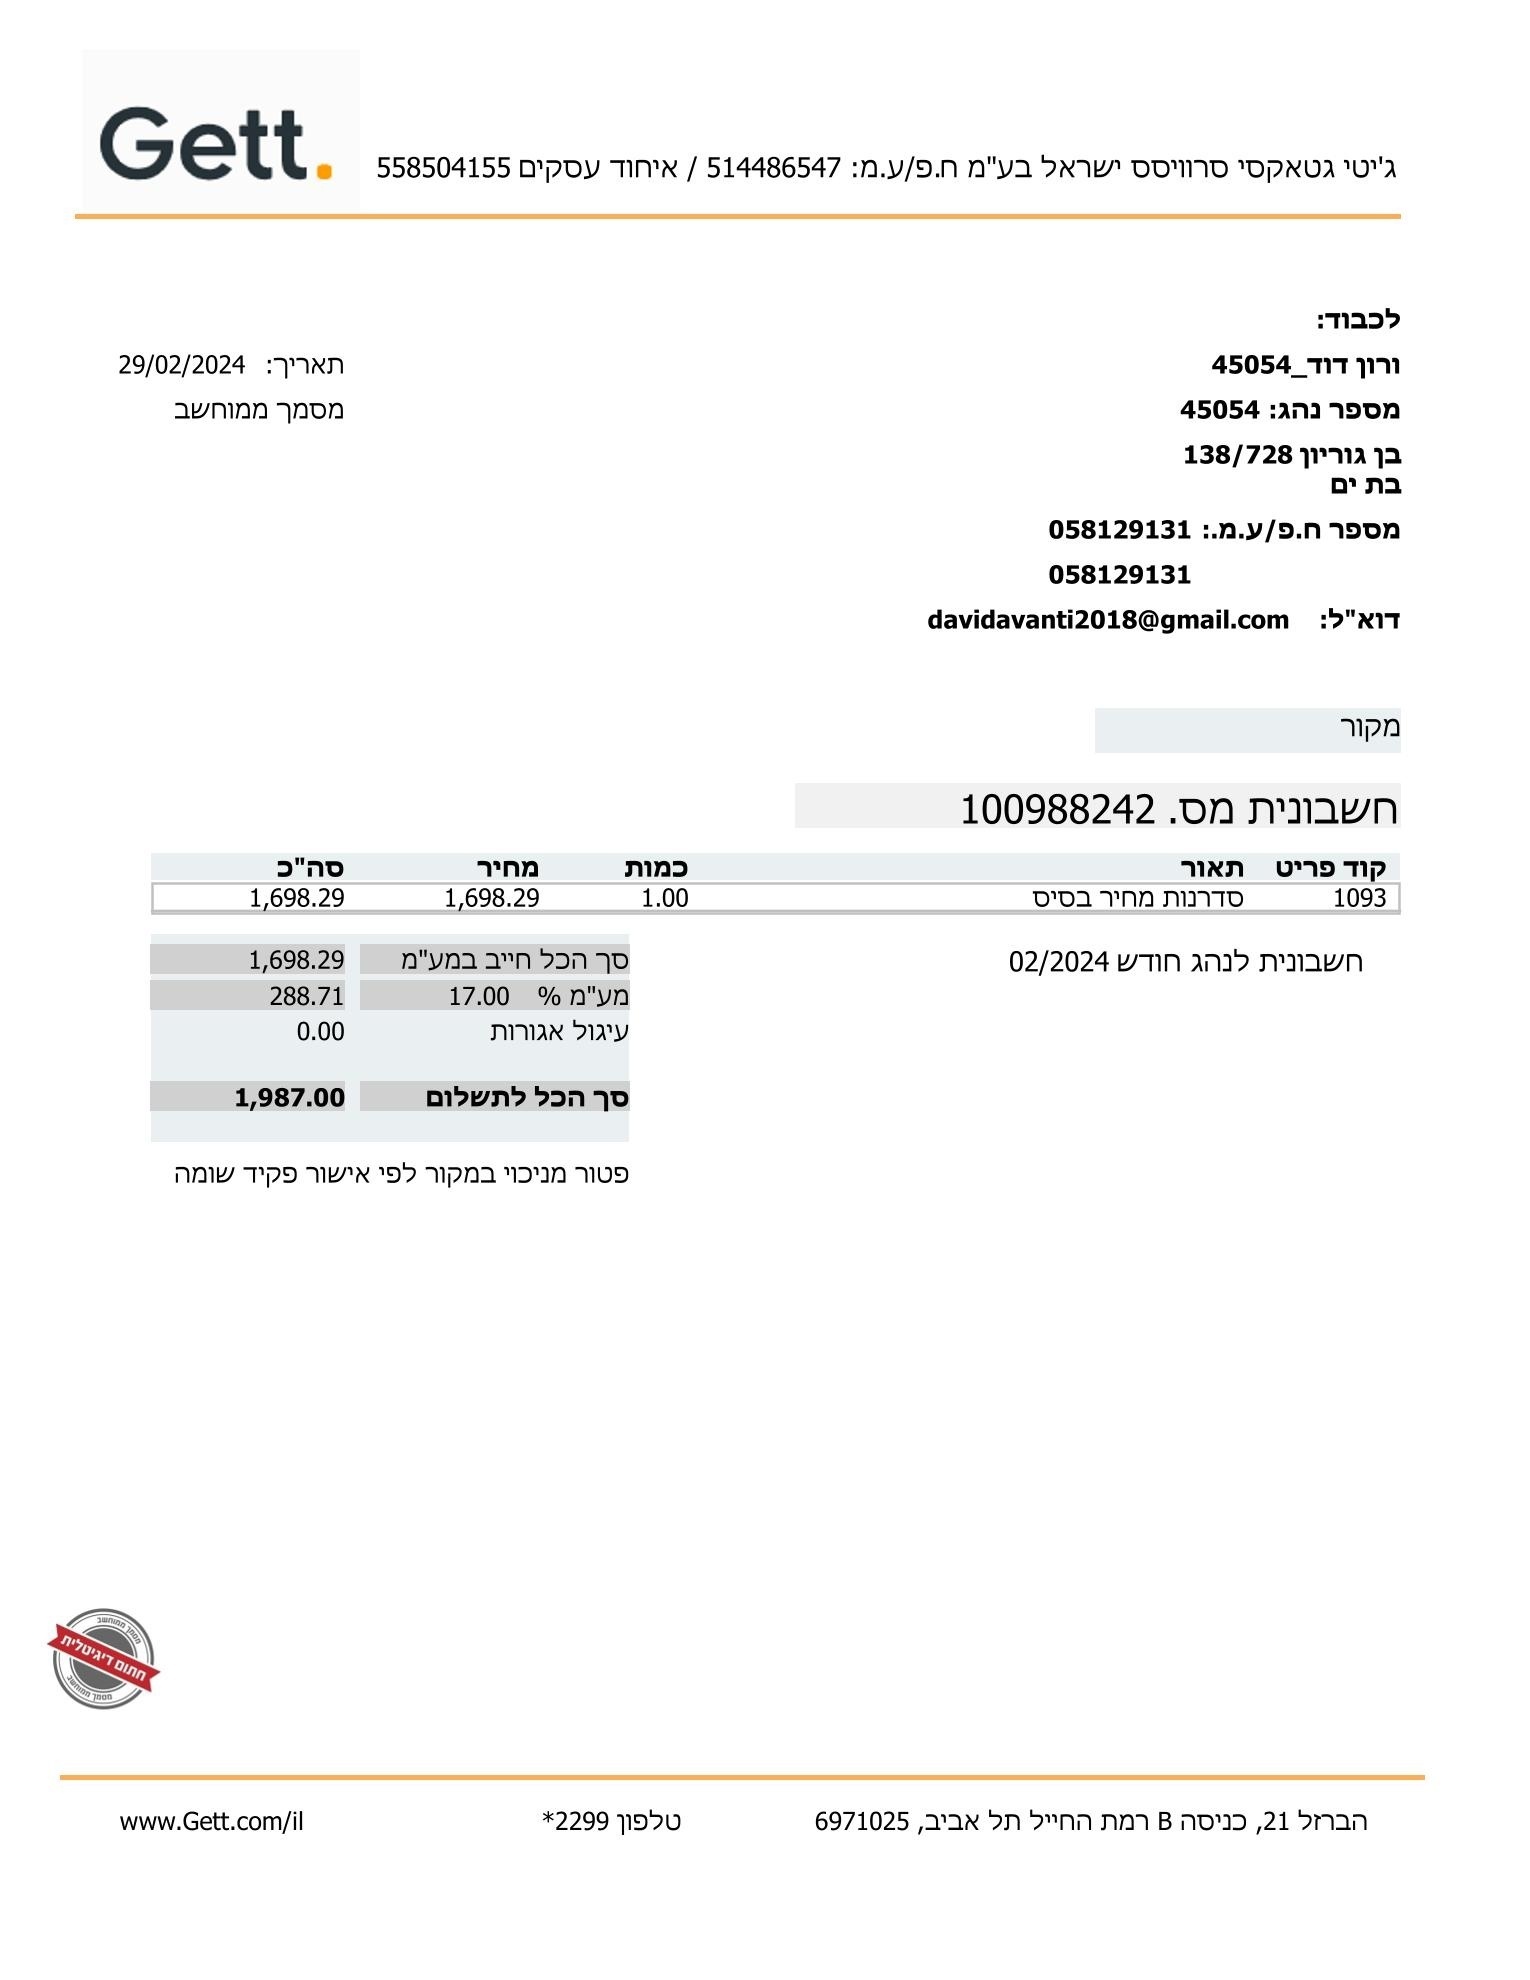 Gett.
ג'יטי גטאקסי סרוויסס ישראל בע"מ ח.פ/ע.מ: 514486547 / איחוד עסקים 558504155
לכבוד:
ורון דוד_45054
תאריך: 29/02/2024
מספר נהג: 45054
מסמך ממוחשב
בן גוריון 138/728
בת ים
מספר ח.פ/ע.מ.: 058129131
058129131
דוא"ל: davidavanti2018@gmail.com
מקור
חשבונית מס. 100988242
קוד פריט תאור כמות מחיר סה"כ
1093 סדרנות מחיר בסיס 1.00 1,698.29 1,698.29
חשבונית לנהג חודש 02/2024
סך הכל חייב במע"מ 1,698.29
מע"מ % 17.00 288.71
עיגול אגורות 0.00
סך הכל לתשלום 1,987.00
פטור מניכוי במקור לפי אישור פקיד שומה
מסמך ממוחשב
חתום דיגיטלית
מסמך ממוחשב
הברזל 21, כניסה B רמת החייל תל אביב, 6971025 טלפון 2299* www.Gett.com/il